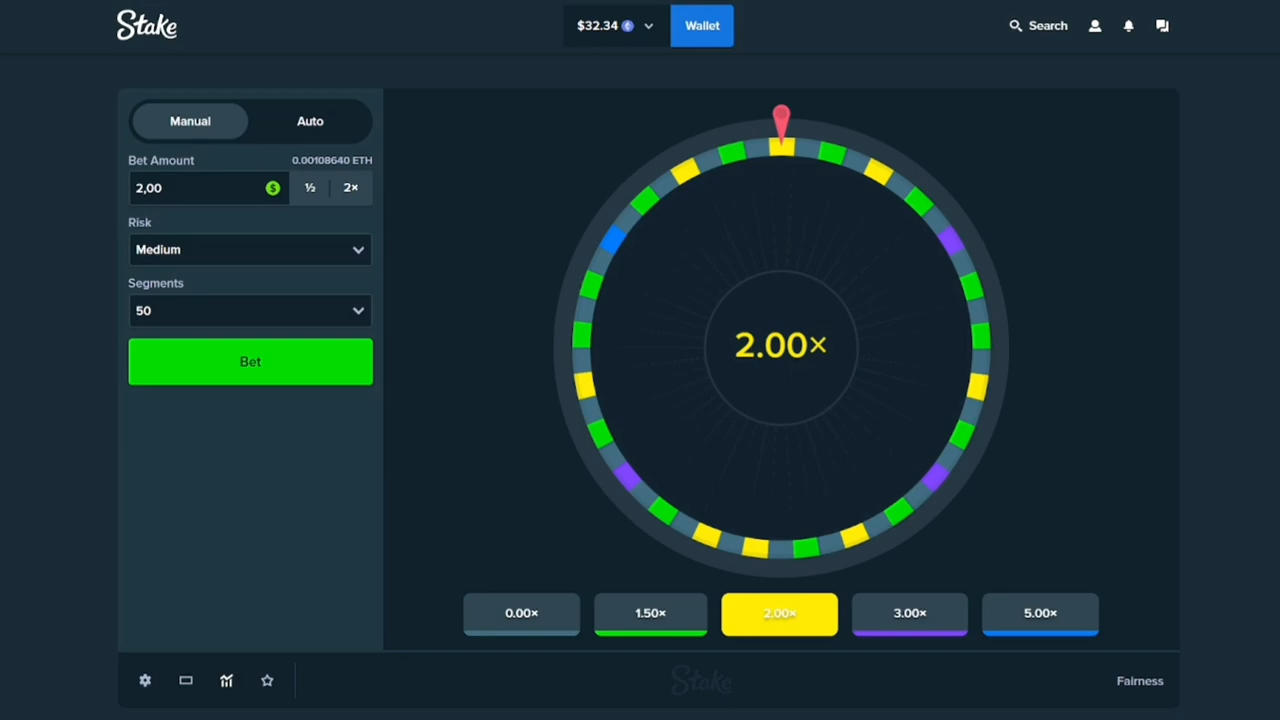 Stake
$32.34
Wallet
Search
Manual
Auto
Bet Amount
0.00108640 ETH
2,00
$
½
2×
Risk
Medium
Segments
50
Bet
2.00×
0.00×
1.50×
2.00×
3.00×
5.00×
Stake
Fairness